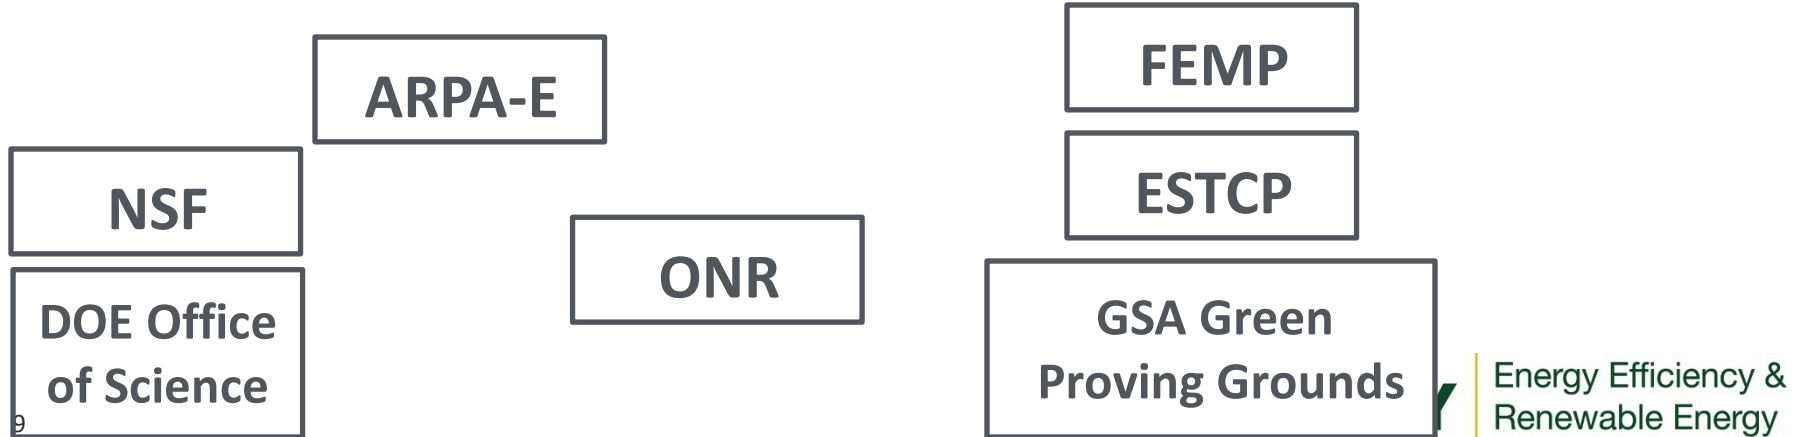 ARPA-E
NSF
DOE Office
of Science
ONR
FEMP
ESTCP
GSA Green
Proving Grounds
9
Y
Energy Efficiency &
Renewable Energy